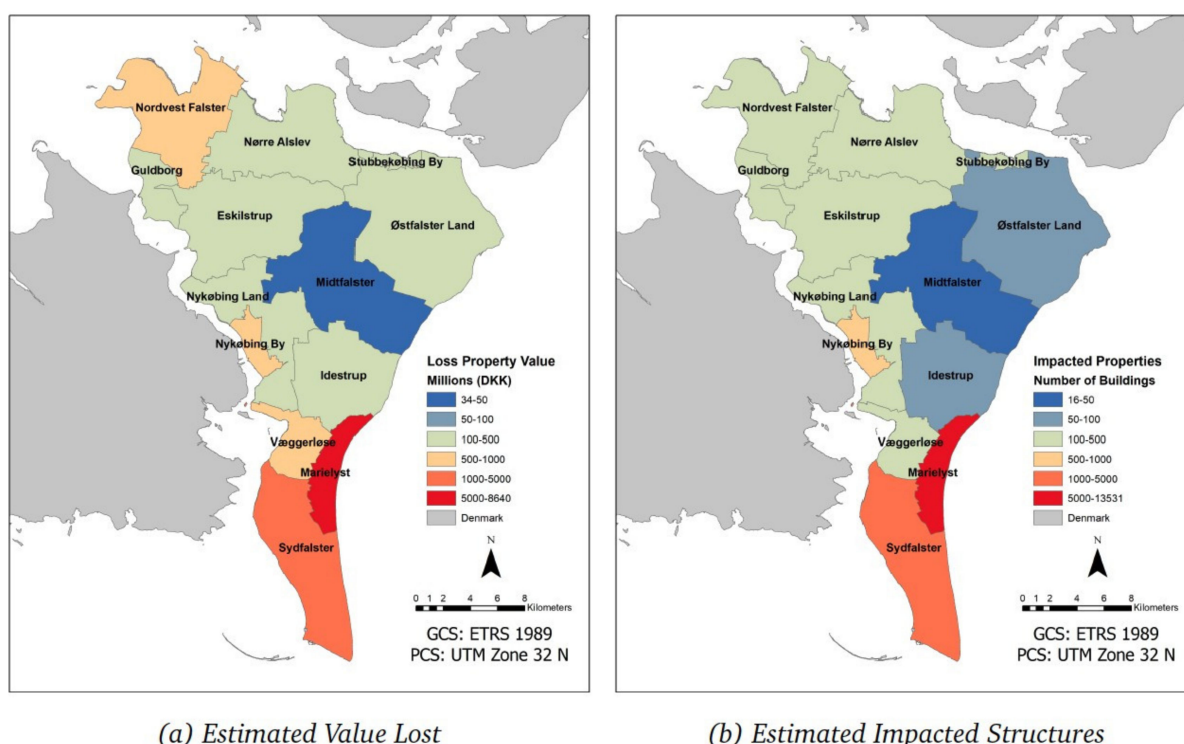 Nordvest Falster
Nørre Alslev
Stubbekøbing By
Guldborg
Eskilstrup
Østfalster Land
Midtfalster
Nykøbing Land
Nykøbing By
Idestrup
Væggerløse
Marielyst
Sydfalster
Loss Property Value
Millions (DKK)
34-50
50-100
100-500
500-1000
1000-5000
5000-8640
Denmark
N
0 1 2 4 6 8
Kilometers
GCS: ETRS 1989
PCS: UTM Zone 32 N
(a) Estimated Value Lost
Nordvest Falster
Nørre Alslev
Stubbekøbing By
Guldborg
Eskilstrup
Østfalster Land
Midtfalster
Nykøbing Land
Nykøbing By
Idestrup
Væggerløse
Marielyst
Sydfalster
Impacted Properties
Number of Buildings
16-50
50-100
100-500
500-1000
1000-5000
5000-13531
Denmark
N
0 1 2 4 6 8
Kilometers
GCS: ETRS 1989
PCS: UTM Zone 32 N
(b) Estimated Impacted Structures